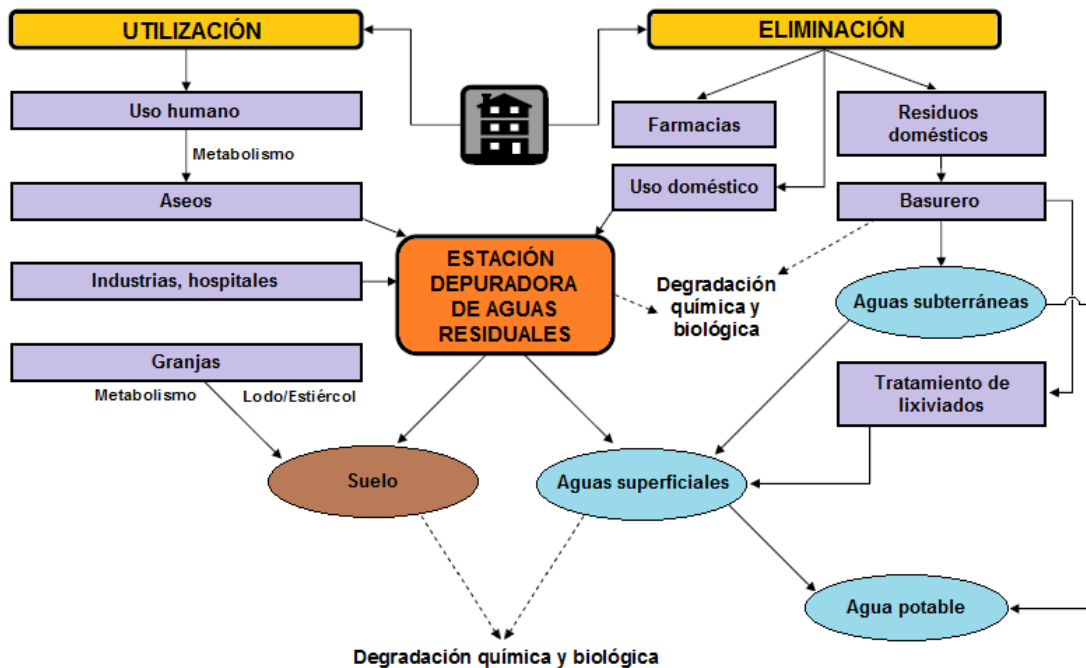 UTILIZACIÓN
ELIMINACIÓN
Uso humano
Metabolismo
Aseos
Industrias, hospitales
Granjas
Metabolismo
Lodo/Estiércol
Farmacias
Residuos
domésticos
Uso doméstico
Basurero
ESTACIÓN
DEPURADORA
DE AGUAS
RESIDUALES
Degradación
química y
biológica
Aguas subterráneas
Tratamiento de
lixiviados
Suelo
Aguas superficiales
Agua potable
Degradación química y biológica